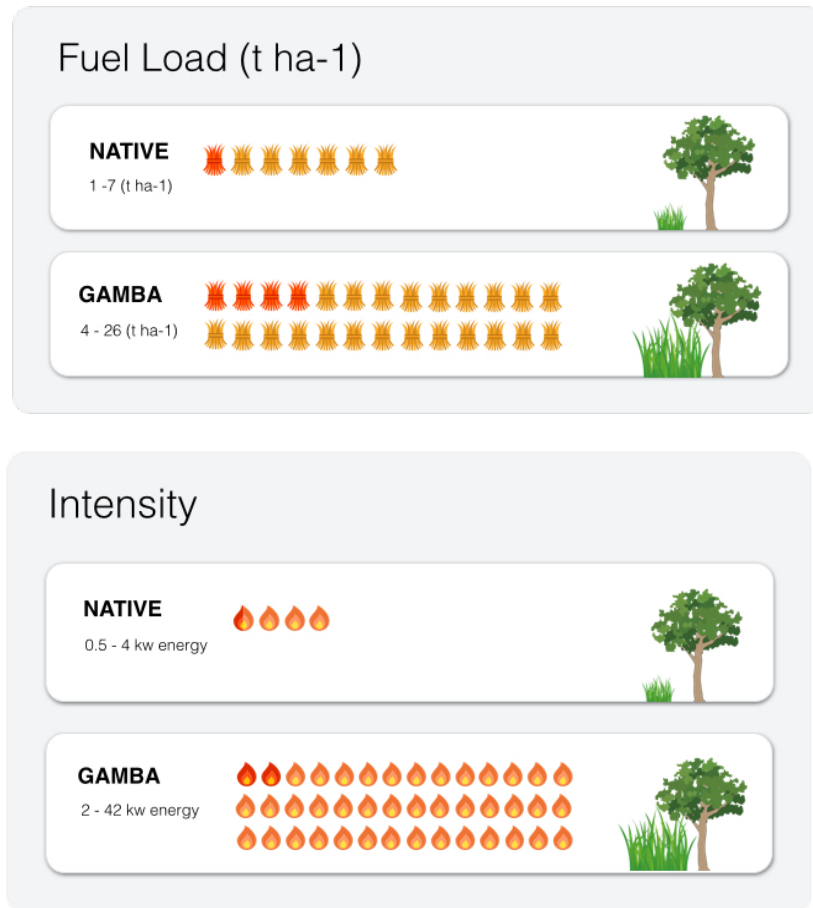 Fuel Load (t ha-1)
NATIVE
1 -7 (t ha-1)
GAMBA
4 - 26 (t ha-1)
Intensity
NATIVE
0.5 - 4 kw energy
GAMBA
2 - 42 kw energy